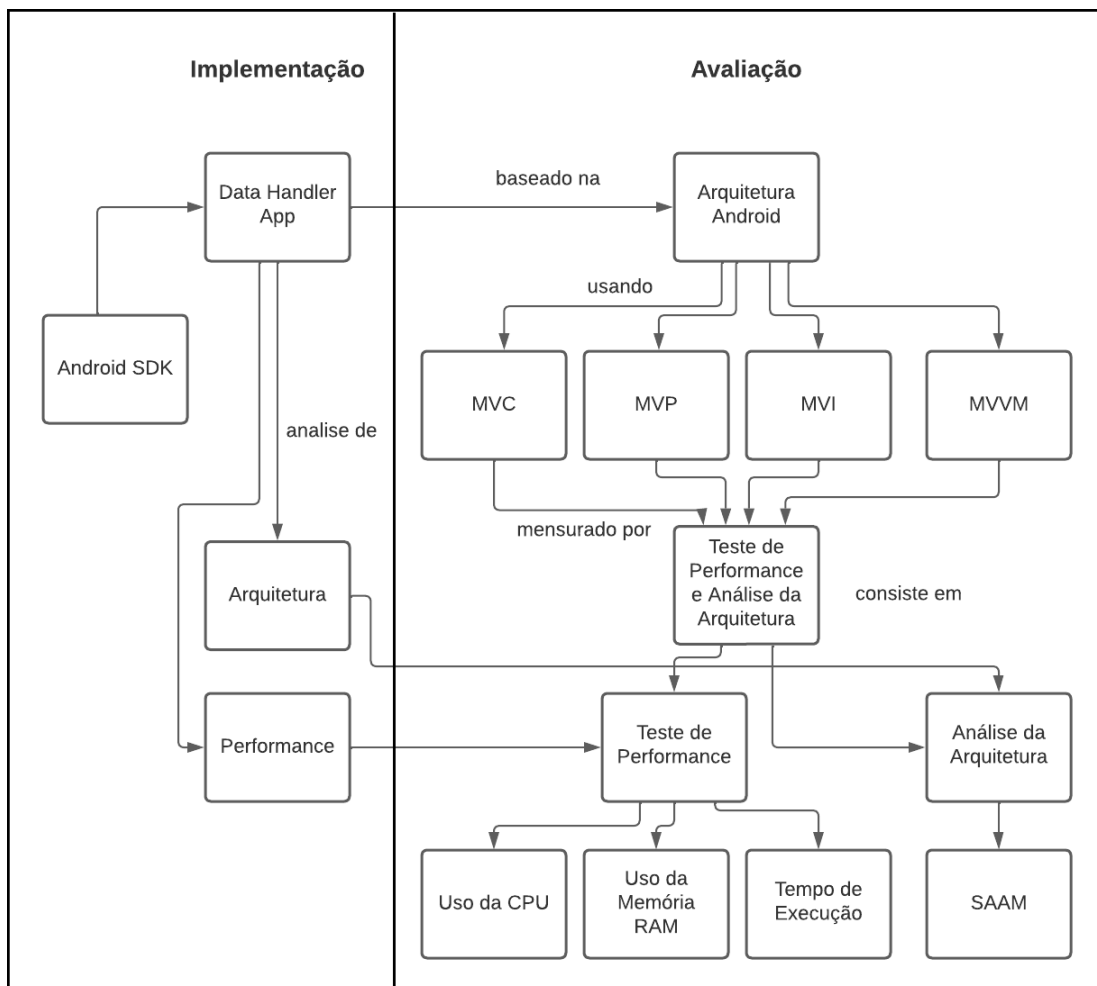 Implementação
Avaliação
Data Handler
App
baseado na
Arquitetura
Android
usando
Android SDK
MVC
MVP
MVI
MVVM
analise de
mensurado por
Teste de
Performance
e Análise da
Arquitetura
consiste em
Arquitetura
Performance
Teste de
Performance
Análise da
Arquitetura
Uso da CPU
Uso da
Memória
RAM
Tempo de
Execução
SAAM